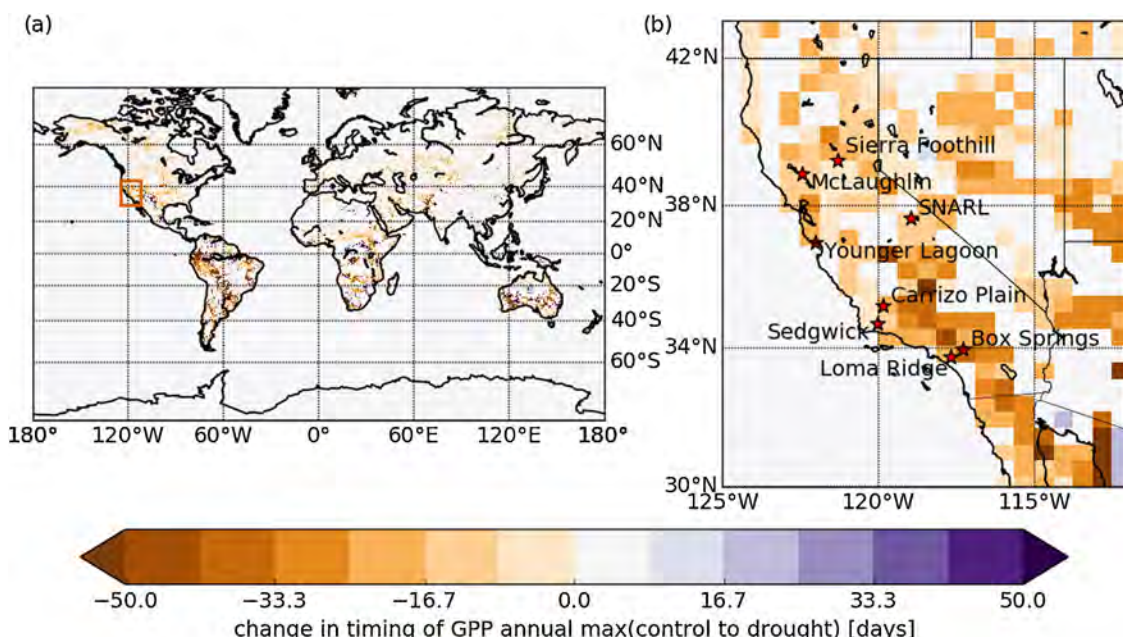 (a)
(b)
60°N
40°N
20°N
0°
20°S
40°S
60°S
180°
120°W
60°W
0°
60°E
120°E
180°
42°N
38°N
34°N
30°N
125°W
120°W
115°W
Sierra Foothill
McLaughlin
SNARL
Younger Lagoon
Carrizo Plain
Sedgwick
Box Springs
Loma Ridge
−50.0
−33.3
−16.7
0.0
16.7
33.3
50.0
change in timing of GPP annual max(control to drought) [days]